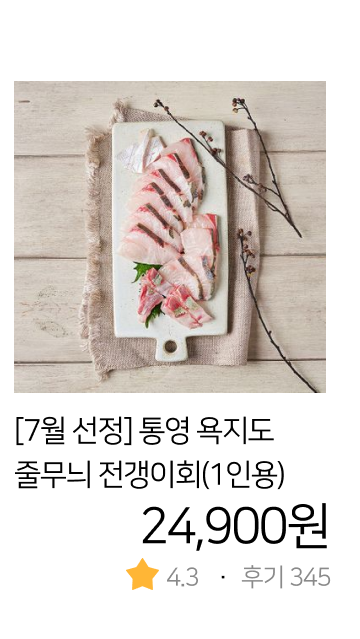 [7월 선정] 통영 욕지도
줄무늬 전갱이회(1인용)
24,900원
4.3 · 후기 345